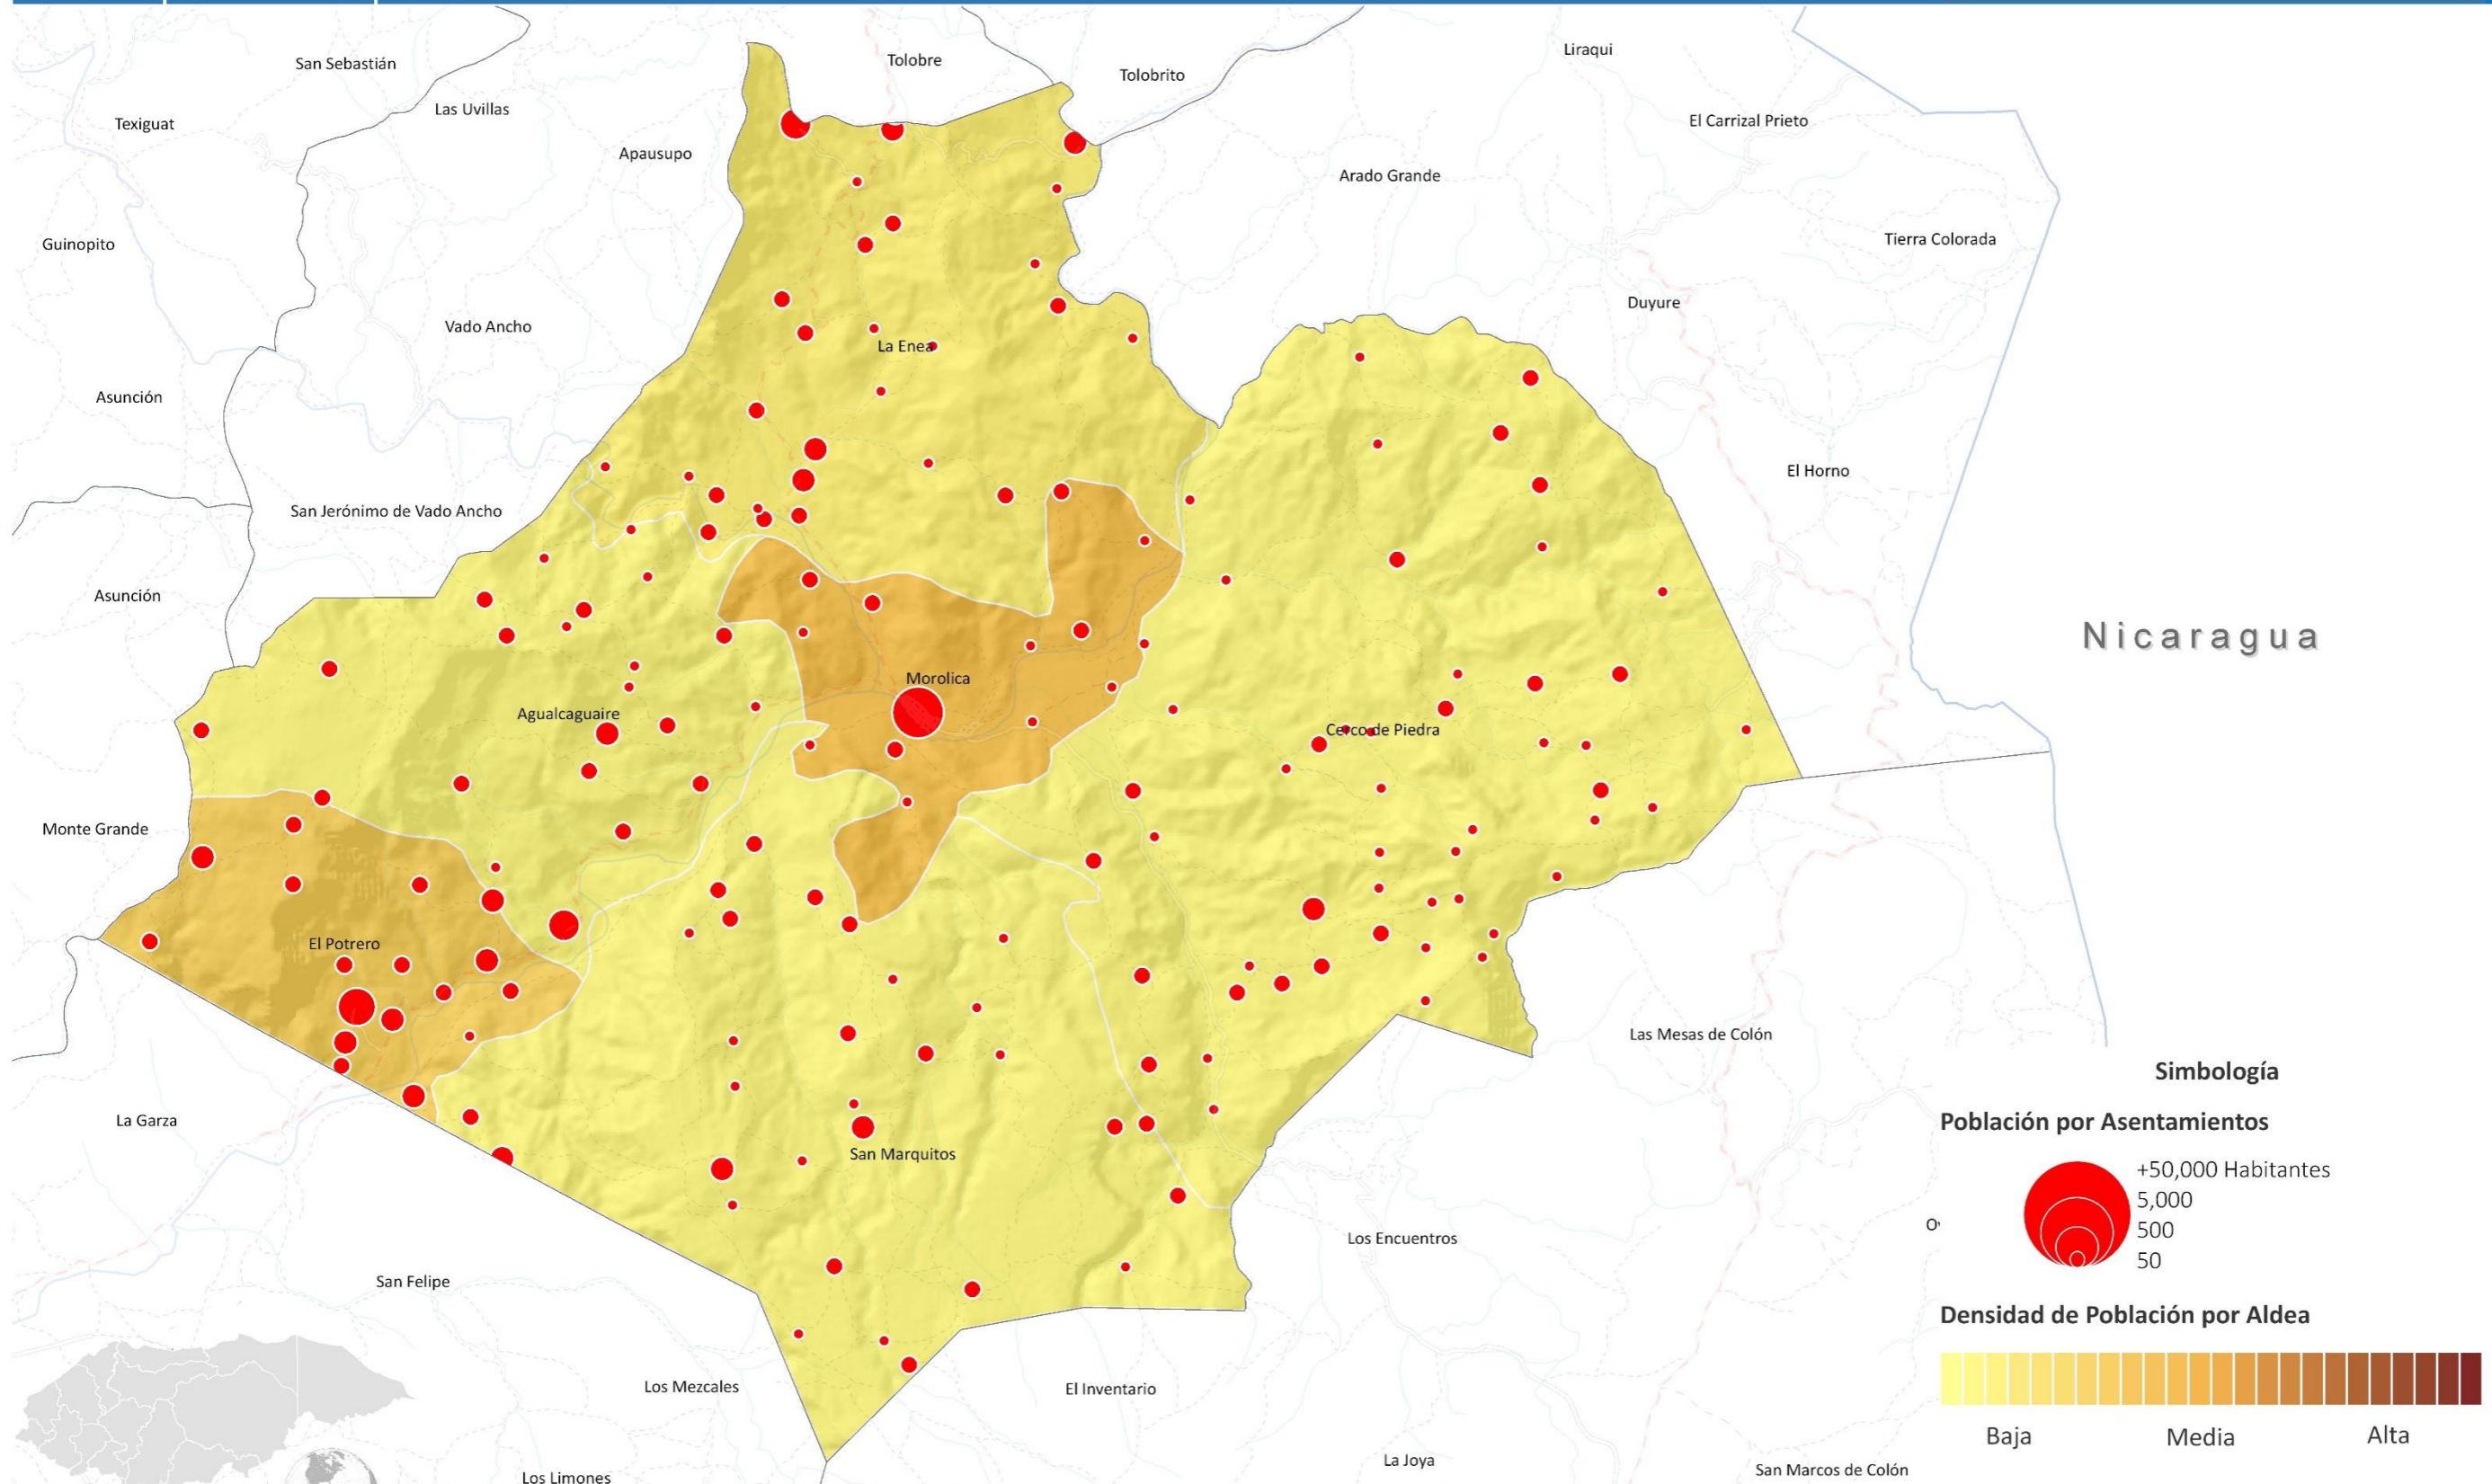 Tolobre
Liraqui
San Sebastián
Tolobrito
Las Uvillas
Texiguat
El Carrizal Prieto
Apausupo
Arado Grande
Guinopito
Tierra Colorada
Duyure
Vado Ancho
La Enea
Asunción
El Horno
San Jerónimo de Vado Ancho
Asunción
Nicaragua
Morolica
Agualcaguaire
Cerco de Piedra
Monte Grande
El Potrero
Las Mesas de Colón
La Garza
San Marquitos
Los Encuentros
San Felipe
Los Mezcales
El Inventario
La Joya
San Marcos de Colón
Los Limones
Simbología
Población por Asentamientos
+50,000 Habitantes
5,000
500
50
Densidad de Población por Aldea
Baja Media Alta